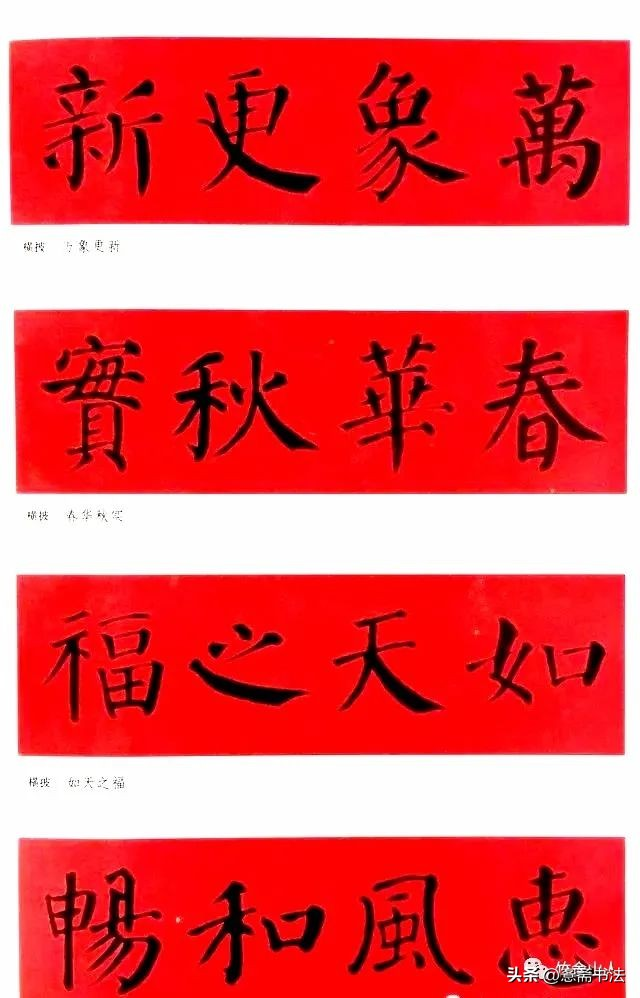 萬象更新
横披 万象更新
春華秋實
横披 春华秋实
如天之福
横披 如天之福
惠風和暢
头条
书法